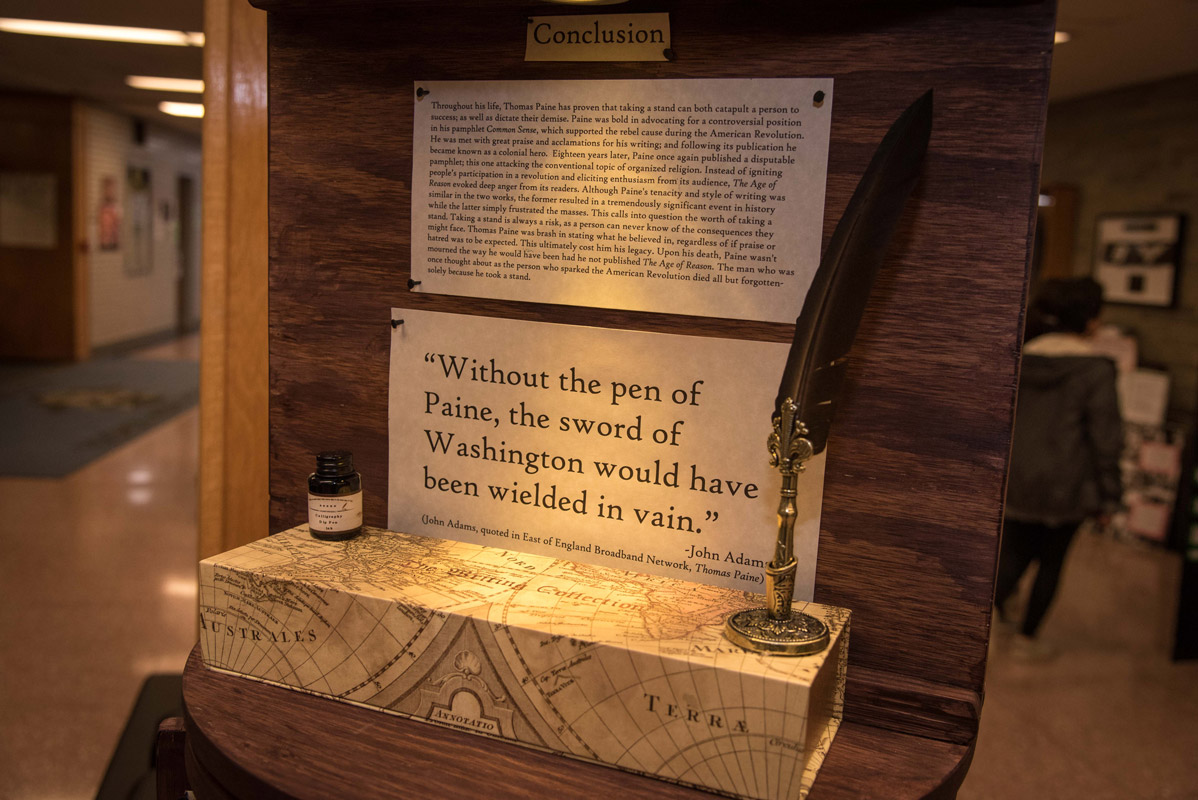 Conclusion
Throughout his life, Thomas Paine has proven that taking a stand can both catapult a person to
success; as well as dictate their demise. Paine was bold in advocating for a controversial position
in his pamphlet Common Sense, which supported the rebel cause during the American Revolution.
He was met with great praise and acclamations for his writing; and following its publication he
became known as a colonial hero. Eighteen years later, Paine once again published a disputable
pamphlet; this one attacking the conventional topic of organized religion. Instead of igniting
people's participation in a revolution and eliciting enthusiasm from its audience, The Age of
Reason evoked deep anger from its readers. Although Paine's tenacity and style of writing was
similar in the two works, the former resulted in a tremendously significant event in history
while the latter simply frustrated the masses. This calls into question the worth of taking a
stand. Taking a stand is always a risk, as a person can never know of the consequences they
might face. Thomas Paine was brash in stating what he believed in, regardless of if praise or
hatred was to be expected. This ultimately cost him his legacy. Upon his death, Paine wasn't
mourned the way he would have been had he not published The Age of Reason. The man who was
once thought about as the person who sparked the American Revolution died all but forgotten-
solely because he took a stand.
“Without the pen of
Paine, the sword of
Washington would have
been wielded in vain.”
-John Adams
(John Adams, quoted in East of England Broadband Network, Thomas Paine)
Calligraphy
Dip Pen
Ink
NORD
The Writing
Collection
AUSTRALES
ANNOTATIO
TERRÆ